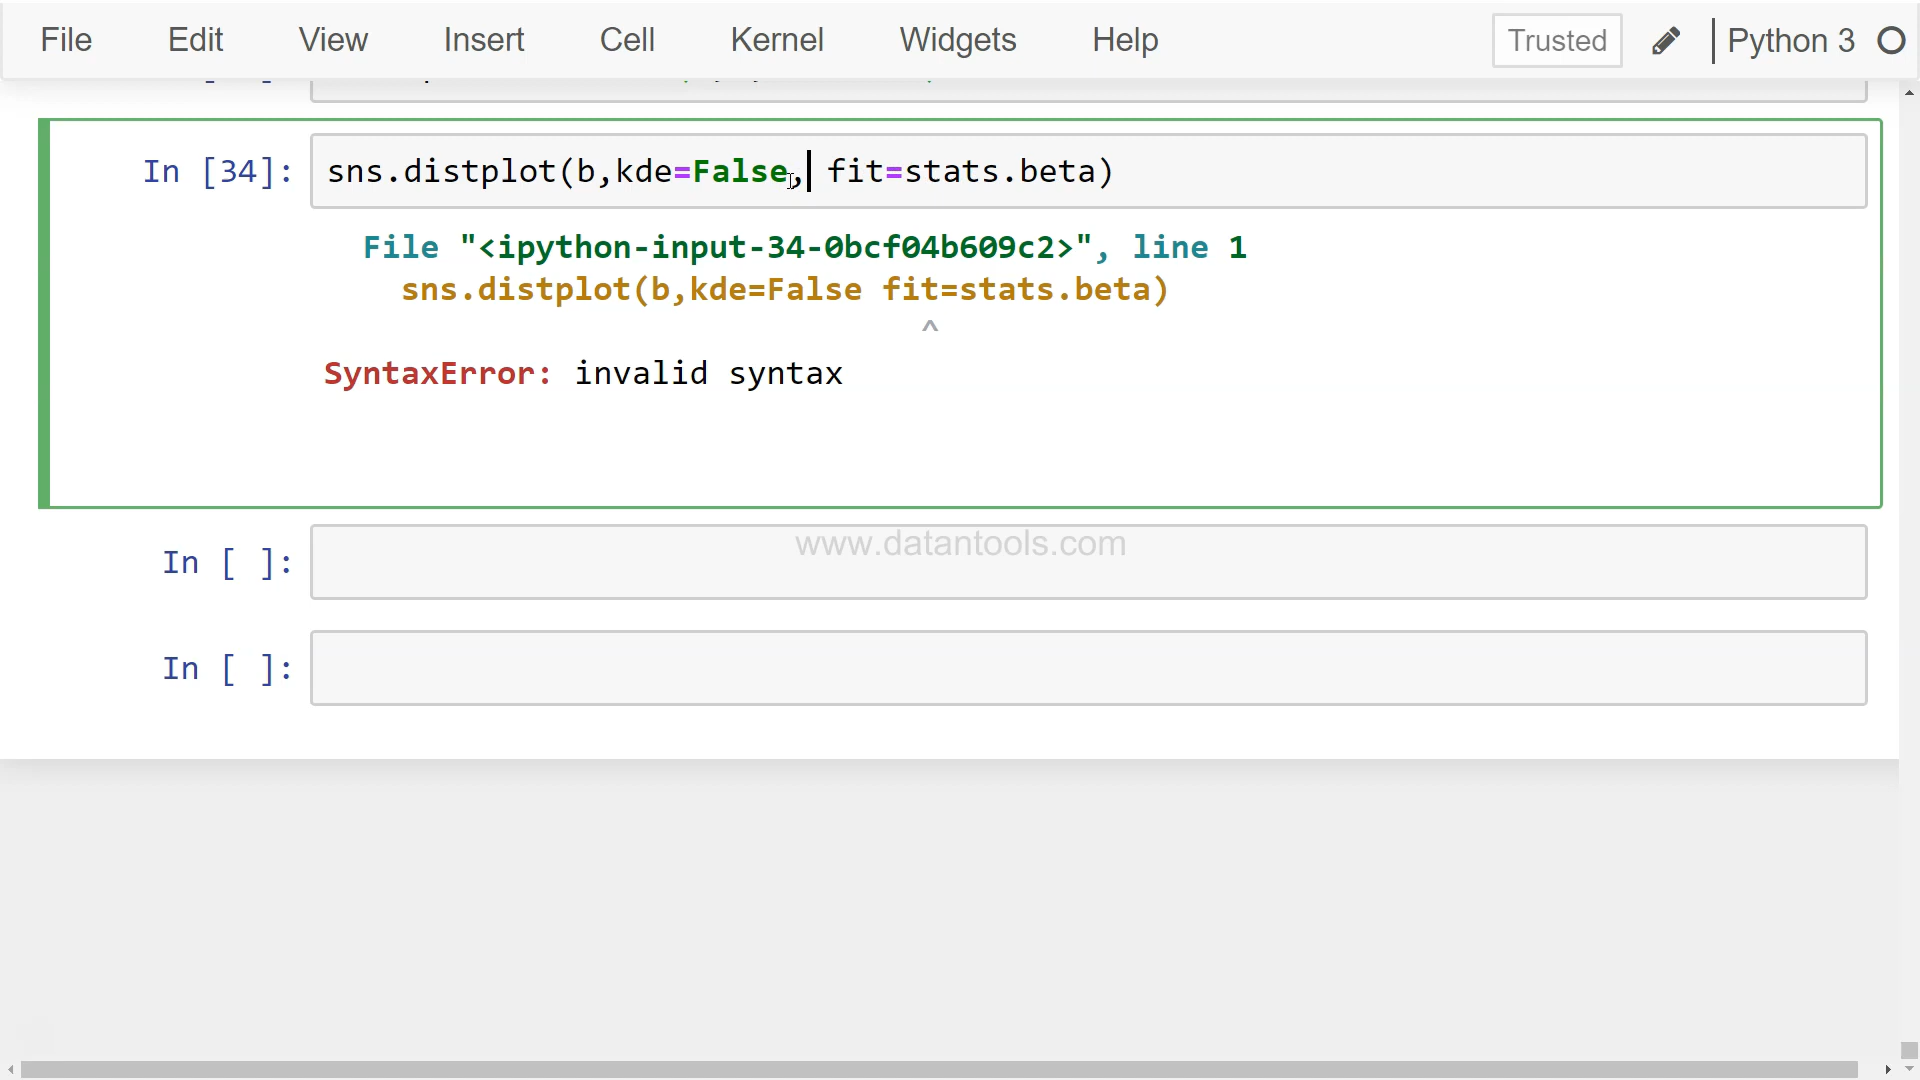 File Edit View Insert Cell Kernel Widgets Help Trusted Python 3
In [34]: sns.distplot(b,kde=False, fit=stats.beta)
File "<ipython-input-34-0bcf04b609c2>", line 1
sns.distplot(b,kde=False fit=stats.beta)
^
SyntaxError: invalid syntax
www.datantools.com
In [ ]:
In [ ]: